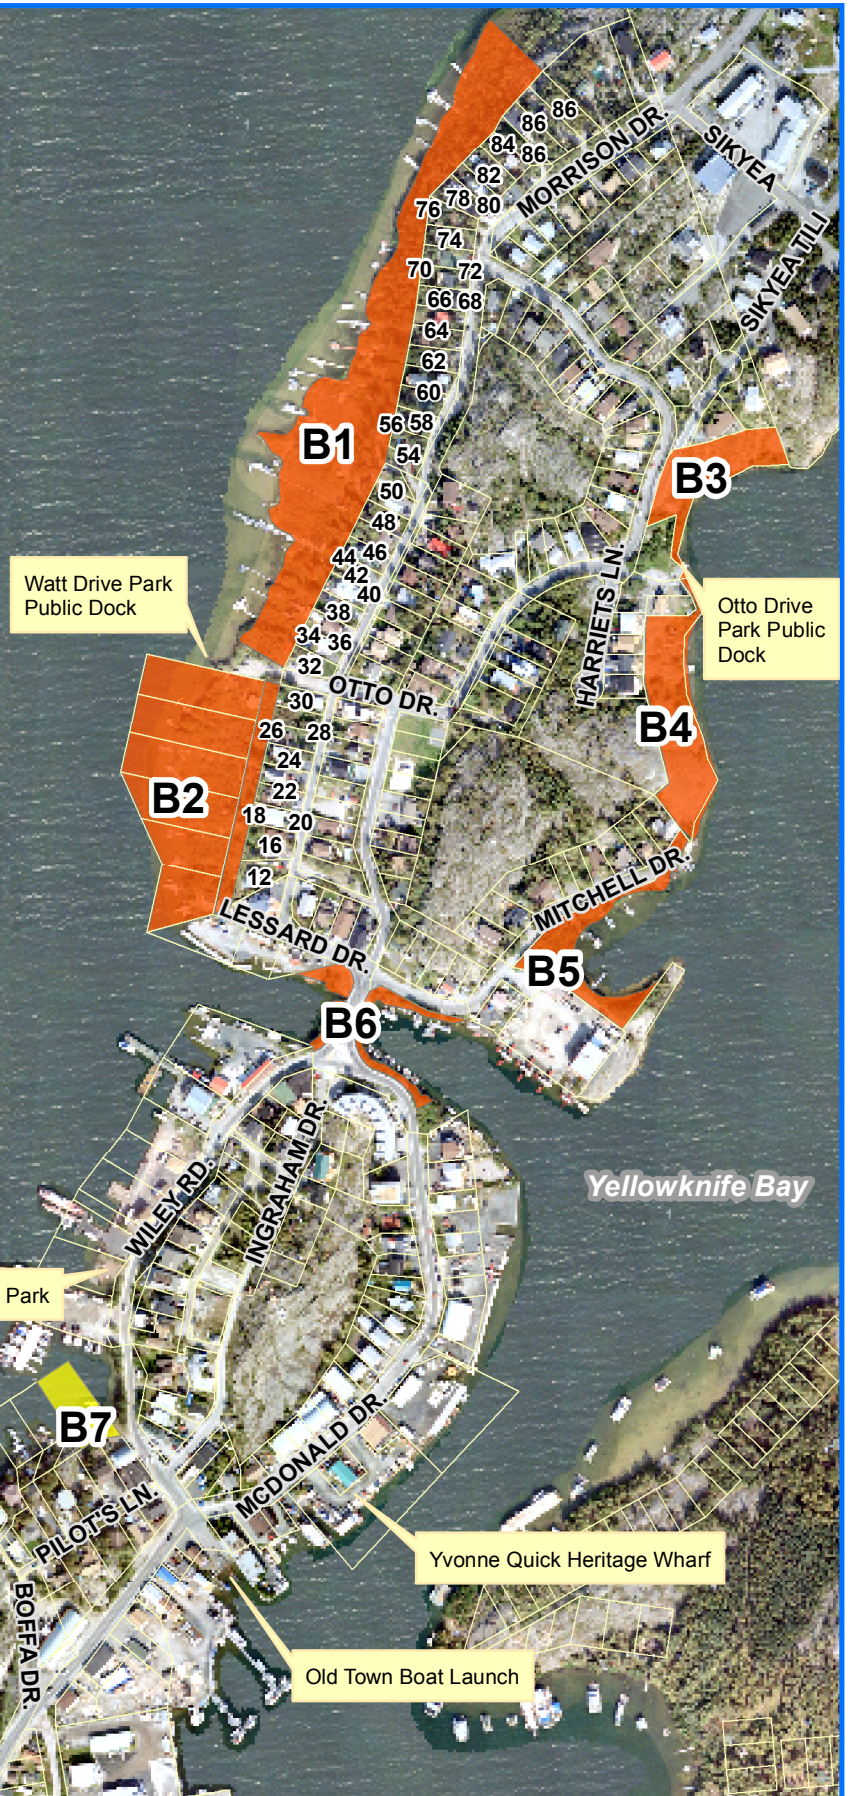 86
86
84
86
MORRISON DR.
SIKYEA
82
78
80
76
74
SIKYEA TILI
70
72
66
68
64
62
60
56
58
B1
54
B3
50
48
46
44
42
40
HARRIETS LN.
Watt Drive Park
Public Dock
Otto Drive
Park Public
Dock
38
34
36
32
OTTO DR.
30
26
28
B4
24
22
B2
18
20
16
12
MITCHELL DR.
LESSARD DR.
B5
B6
INGRAHAM DR.
WILEY RD.
Yellowknife Bay
Park
B7
MCDONALD DR.
PILOT'S LN.
Yvonne Quick Heritage Wharf
BOFFA DR.
Old Town Boat Launch